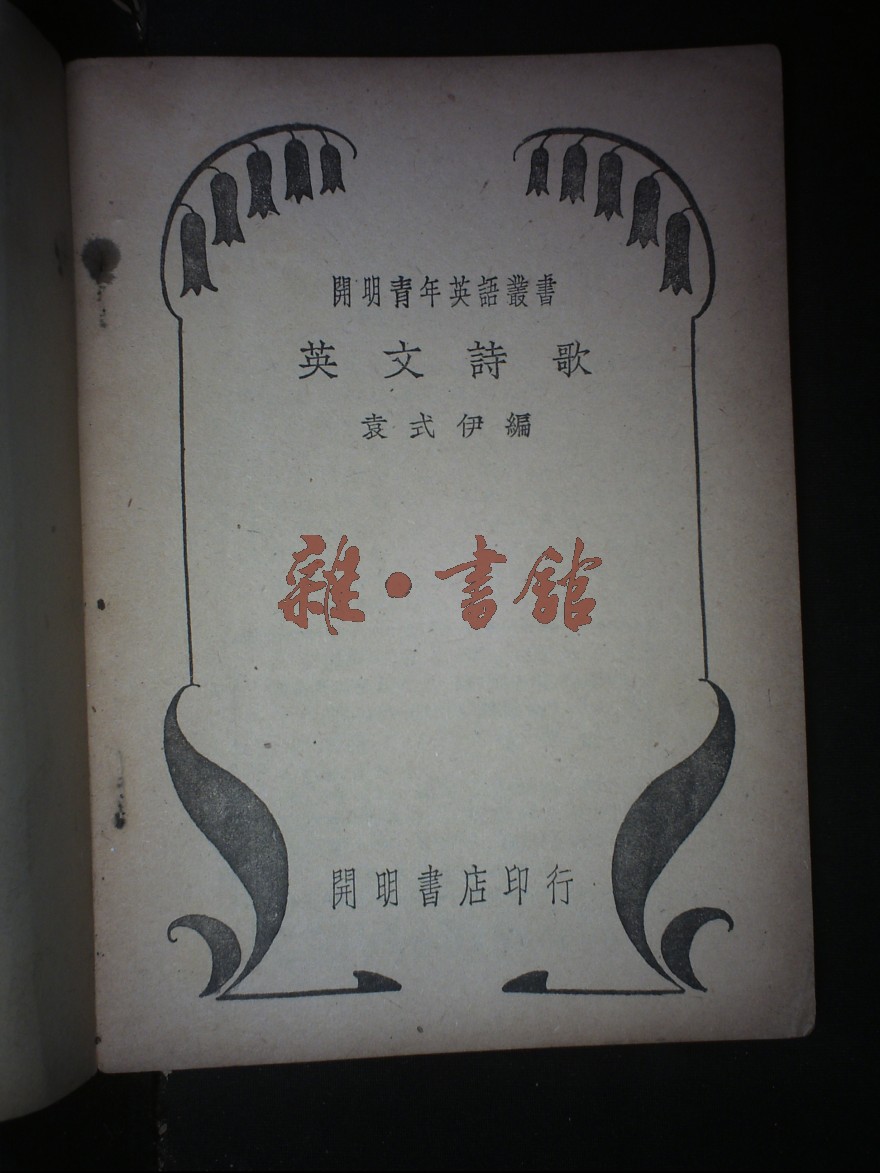 開明青年英語叢書
英文詩歌
袁式伊編
雜·書館
開明書店印行